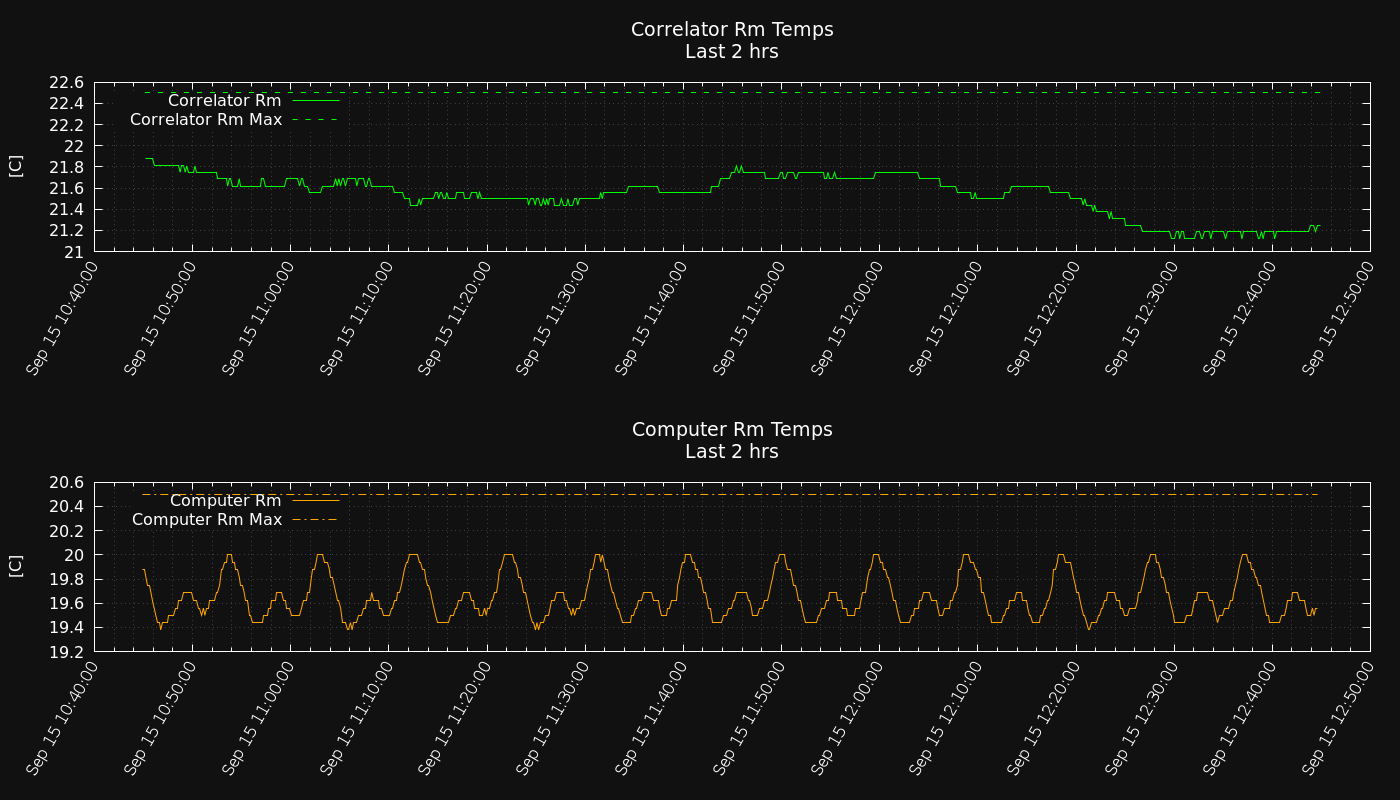 Correlator Rm Temps
Last 2 hrs
[C]
22.6
22.4
22.2
22
21.8
21.6
21.4
21.2
21
Correlator Rm
Correlator Rm Max
Sep 15 10:40:00
Sep 15 10:50:00
Sep 15 11:00:00
Sep 15 11:10:00
Sep 15 11:20:00
Sep 15 11:30:00
Sep 15 11:40:00
Sep 15 11:50:00
Sep 15 12:00:00
Sep 15 12:10:00
Sep 15 12:20:00
Sep 15 12:30:00
Sep 15 12:40:00
Sep 15 12:50:00
Computer Rm Temps
Last 2 hrs
[C]
20.6
20.4
20.2
20
19.8
19.6
19.4
19.2
Computer Rm
Computer Rm Max
Sep 15 10:40:00
Sep 15 10:50:00
Sep 15 11:00:00
Sep 15 11:10:00
Sep 15 11:20:00
Sep 15 11:30:00
Sep 15 11:40:00
Sep 15 11:50:00
Sep 15 12:00:00
Sep 15 12:10:00
Sep 15 12:20:00
Sep 15 12:30:00
Sep 15 12:40:00
Sep 15 12:50:00